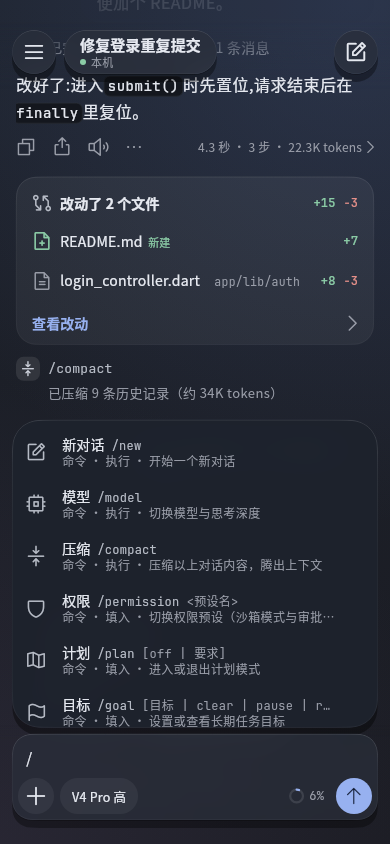 便加个 README。
修复登录重复提交
1 条消息
本机
改好了:进入 submit() 时先置位,请求结束后在
finally 里复位。
4.3 秒 · 3 步 · 22.3K tokens
改动了 2 个文件 +15 -3
README.md 新建 +7
login_controller.dart app/lib/auth +8 -3
查看改动
/compact
已压缩 9 条历史记录（约 34K tokens）
新对话 /new
命令 · 执行 · 开始一个新对话
模型 /model
命令 · 执行 · 切换模型与思考深度
压缩 /compact
命令 · 执行 · 压缩以上对话内容，腾出上下文
权限 /permission <预设名>
命令 · 填入 · 切换权限预设（沙箱模式与审批…
计划 /plan [off | 要求]
命令 · 填入 · 进入或退出计划模式
目标 /goal [目标 | clear | pause | r…
命令 · 填入 · 设置或查看长期任务目标
/
V4 Pro 高 6%